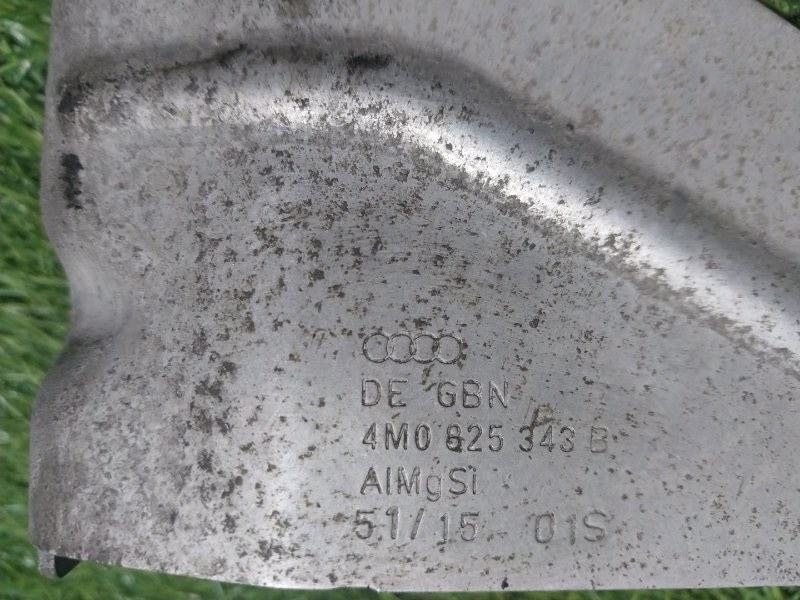 DE GBN
4M0 825 343 B
AlMgSi
51/15 01S